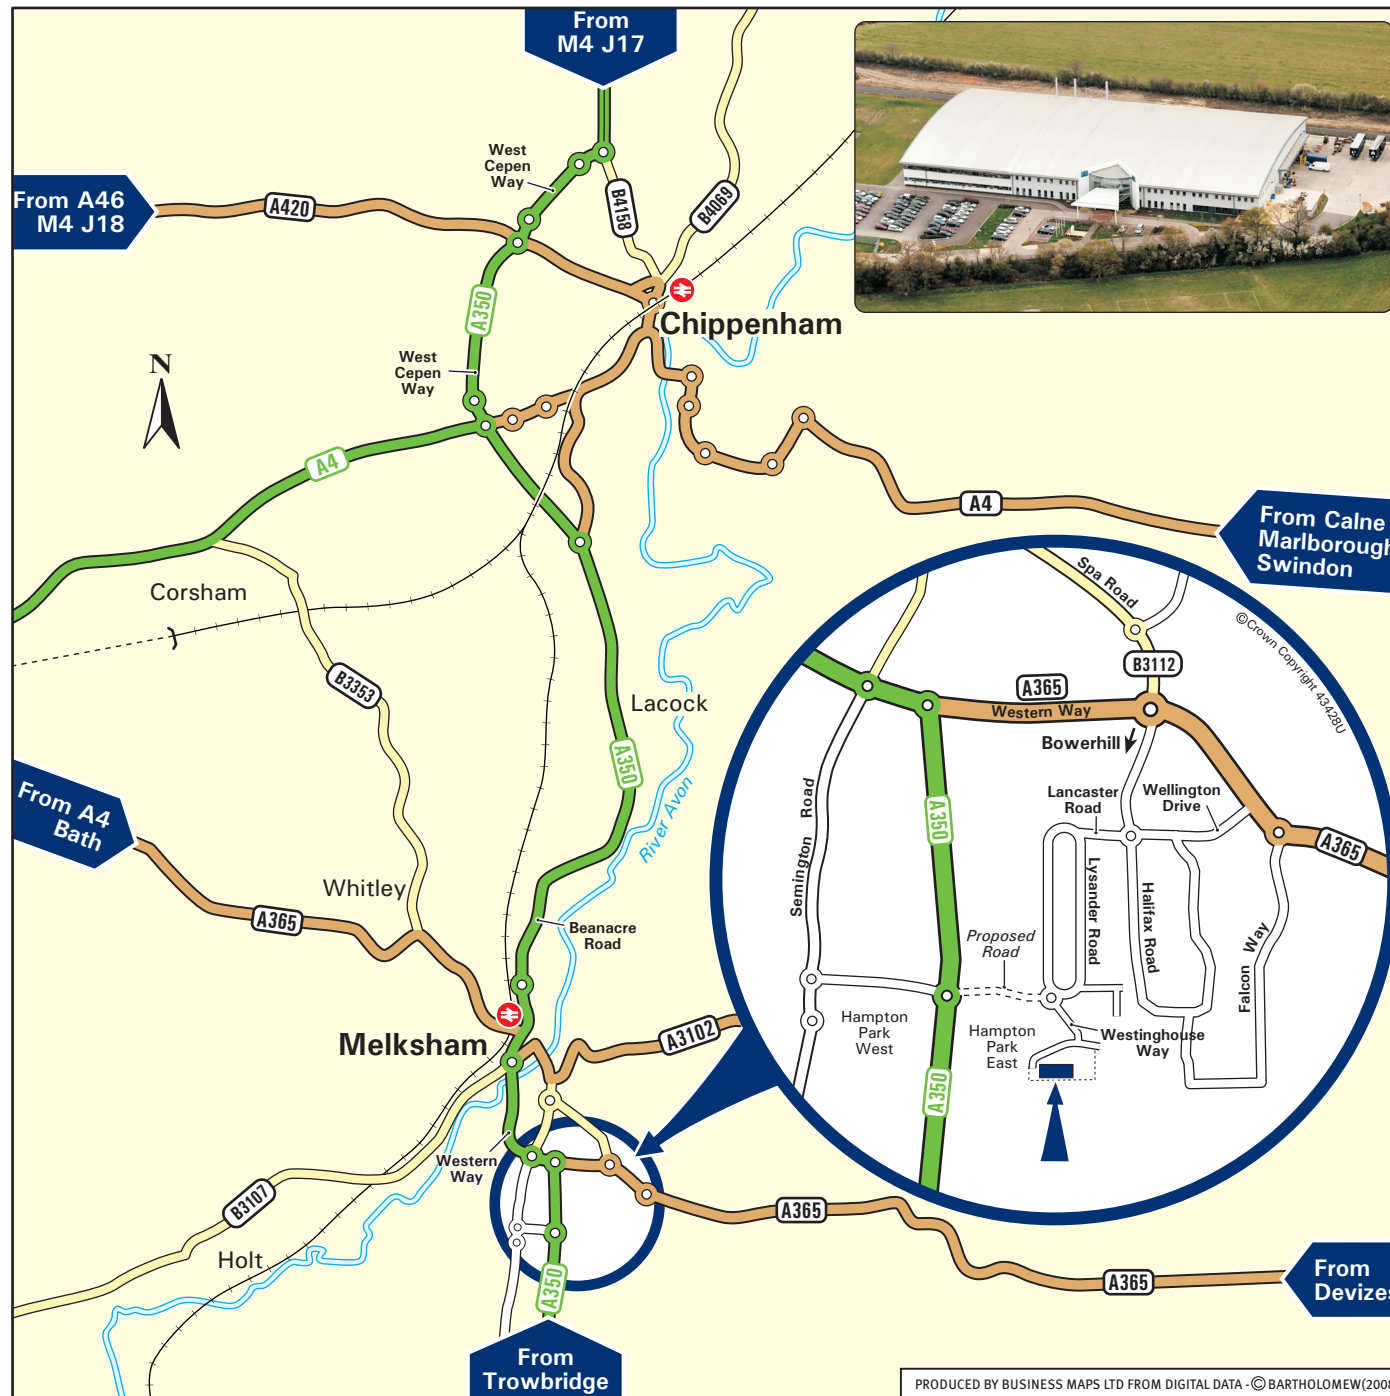 From
M4 J17
West
Cepen
Way
From A46
M4 J18
A420
B4158
B4069
A350
Chippenham
N
West
Cepen
Way
A4
A4
From Calne
Marlborough
Swindon
Corsham
B3353
Lacock
A350
River Avon
From A4
Bath
Whitley
A365
Beanacre
Road
Melksham
A3102
Western
Way
B3107
Holt
A350
A365
A365
From
Devizes
From
Trowbridge
Spa Road
©Crown Copyright 43428U
B3112
A365
Western Way
Bowerhill
Lancaster
Road
Wellington
Drive
A350
A365
Semington Road
Lysander Road
Halifax Road
Falcon Way
Proposed
Road
Hampton
Park
West
Hampton
Park
East
Westinghouse
Way
A350
PRODUCED BY BUSINESS MAPS LTD FROM DIGITAL DATA - © BARTHOLOMEW(2008